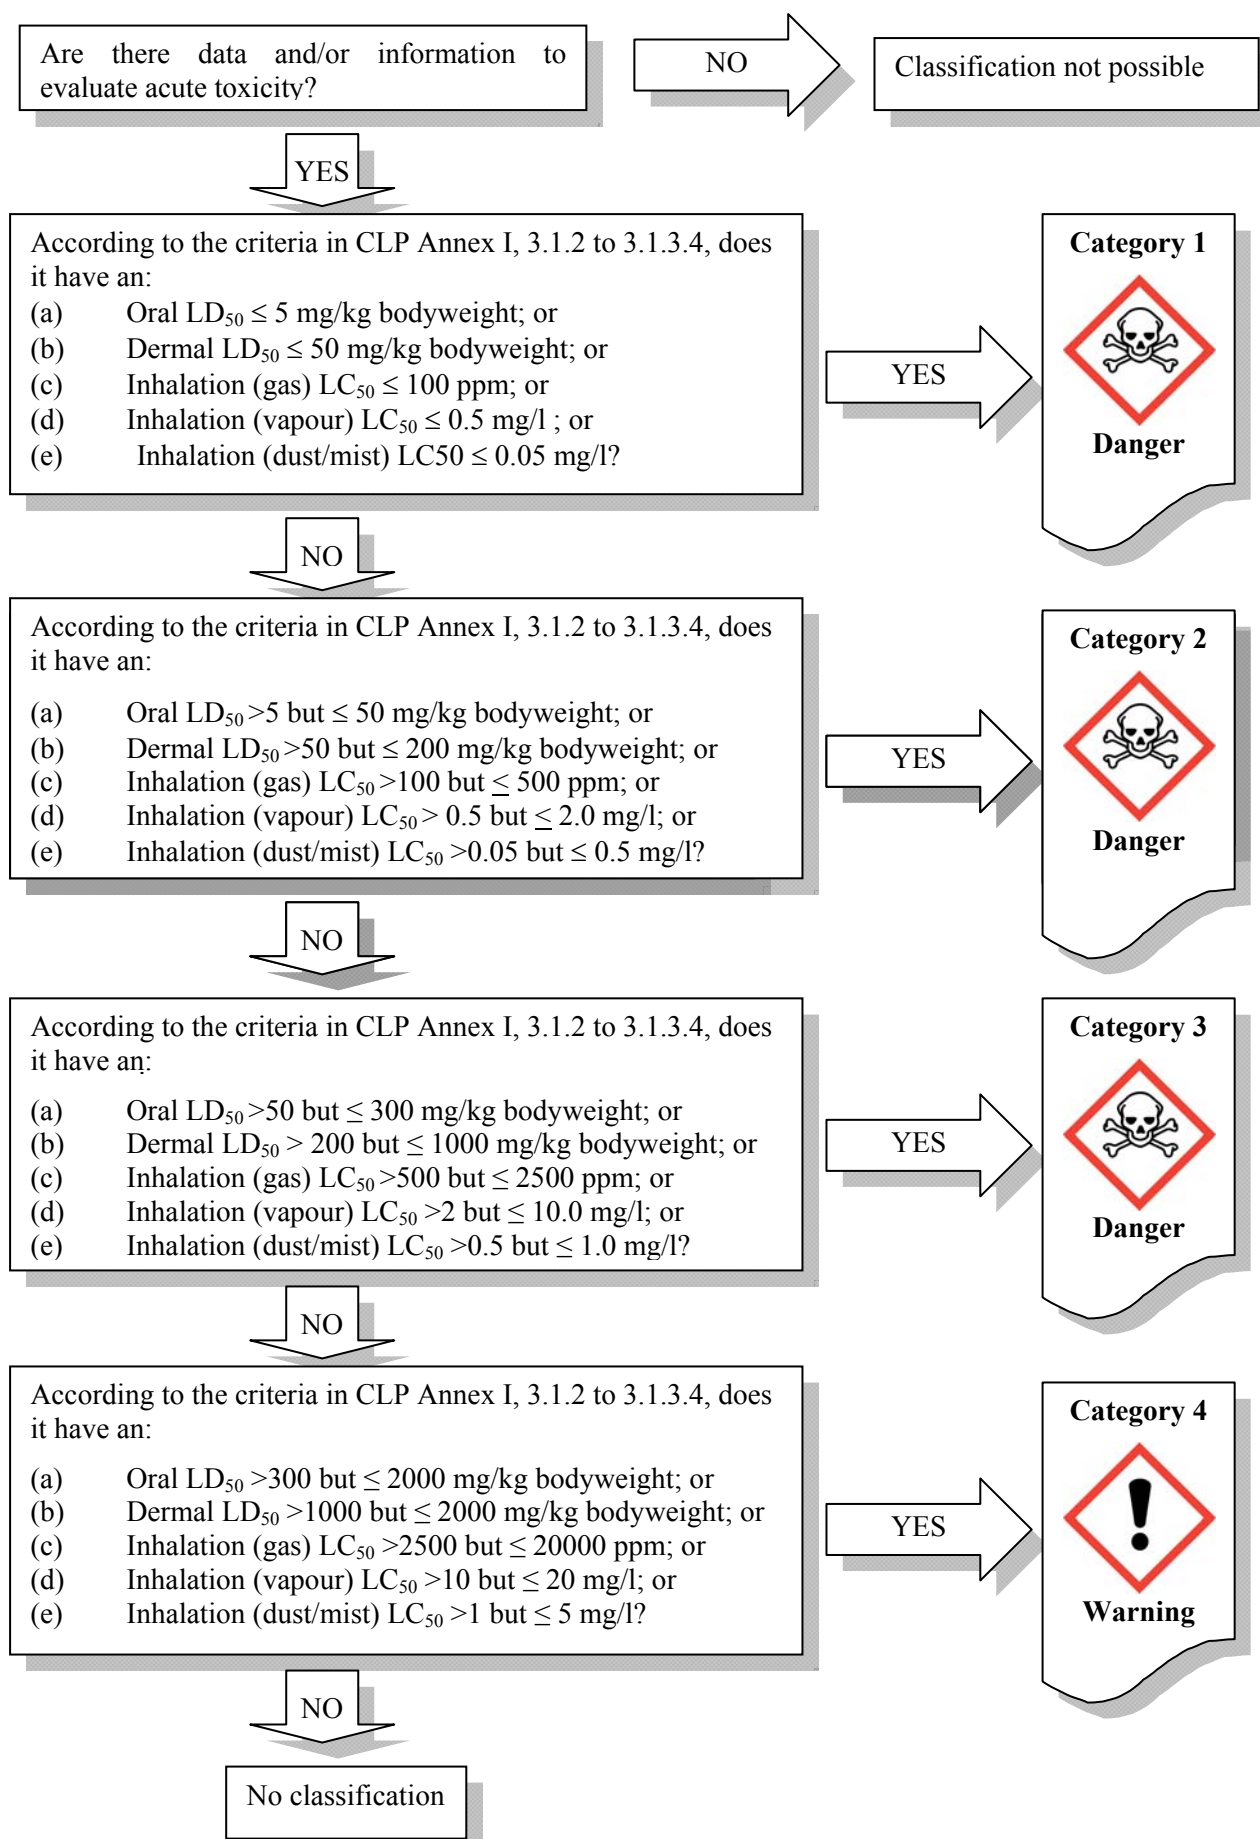 Are there data and/or information to
evaluate acute toxicity?
NO
Classification not possible
YES
According to the criteria in CLP Annex I, 3.1.2 to 3.1.3.4, does
it have an:
(a) Oral LD50 ≤ 5 mg/kg bodyweight; or
(b) Dermal LD50 ≤ 50 mg/kg bodyweight; or
(c) Inhalation (gas) LC50 ≤ 100 ppm; or
(d) Inhalation (vapour) LC50 ≤ 0.5 mg/l ; or
(e) Inhalation (dust/mist) LC50 ≤ 0.05 mg/l?
YES
Category 1
Danger
NO
According to the criteria in CLP Annex I, 3.1.2 to 3.1.3.4, does
it have an:
(a) Oral LD50 >5 but ≤ 50 mg/kg bodyweight; or
(b) Dermal LD50 >50 but ≤ 200 mg/kg bodyweight; or
(c) Inhalation (gas) LC50 >100 but ≤ 500 ppm; or
(d) Inhalation (vapour) LC50 > 0.5 but ≤ 2.0 mg/l; or
(e) Inhalation (dust/mist) LC50 >0.05 but ≤ 0.5 mg/l?
YES
Category 2
Danger
NO
According to the criteria in CLP Annex I, 3.1.2 to 3.1.3.4, does
it have an:
(a) Oral LD50 >50 but ≤ 300 mg/kg bodyweight; or
(b) Dermal LD50 > 200 but ≤ 1000 mg/kg bodyweight; or
(c) Inhalation (gas) LC50 >500 but ≤ 2500 ppm; or
(d) Inhalation (vapour) LC50 >2 but ≤ 10.0 mg/l; or
(e) Inhalation (dust/mist) LC50 >0.5 but ≤ 1.0 mg/l?
YES
Category 3
Danger
NO
According to the criteria in CLP Annex I, 3.1.2 to 3.1.3.4, does
it have an:
(a) Oral LD50 >300 but ≤ 2000 mg/kg bodyweight; or
(b) Dermal LD50 >1000 but ≤ 2000 mg/kg bodyweight; or
(c) Inhalation (gas) LC50 >2500 but ≤ 20000 ppm; or
(d) Inhalation (vapour) LC50 >10 but ≤ 20 mg/l; or
(e) Inhalation (dust/mist) LC50 >1 but ≤ 5 mg/l?
YES
Category 4
Warning
NO
No classification